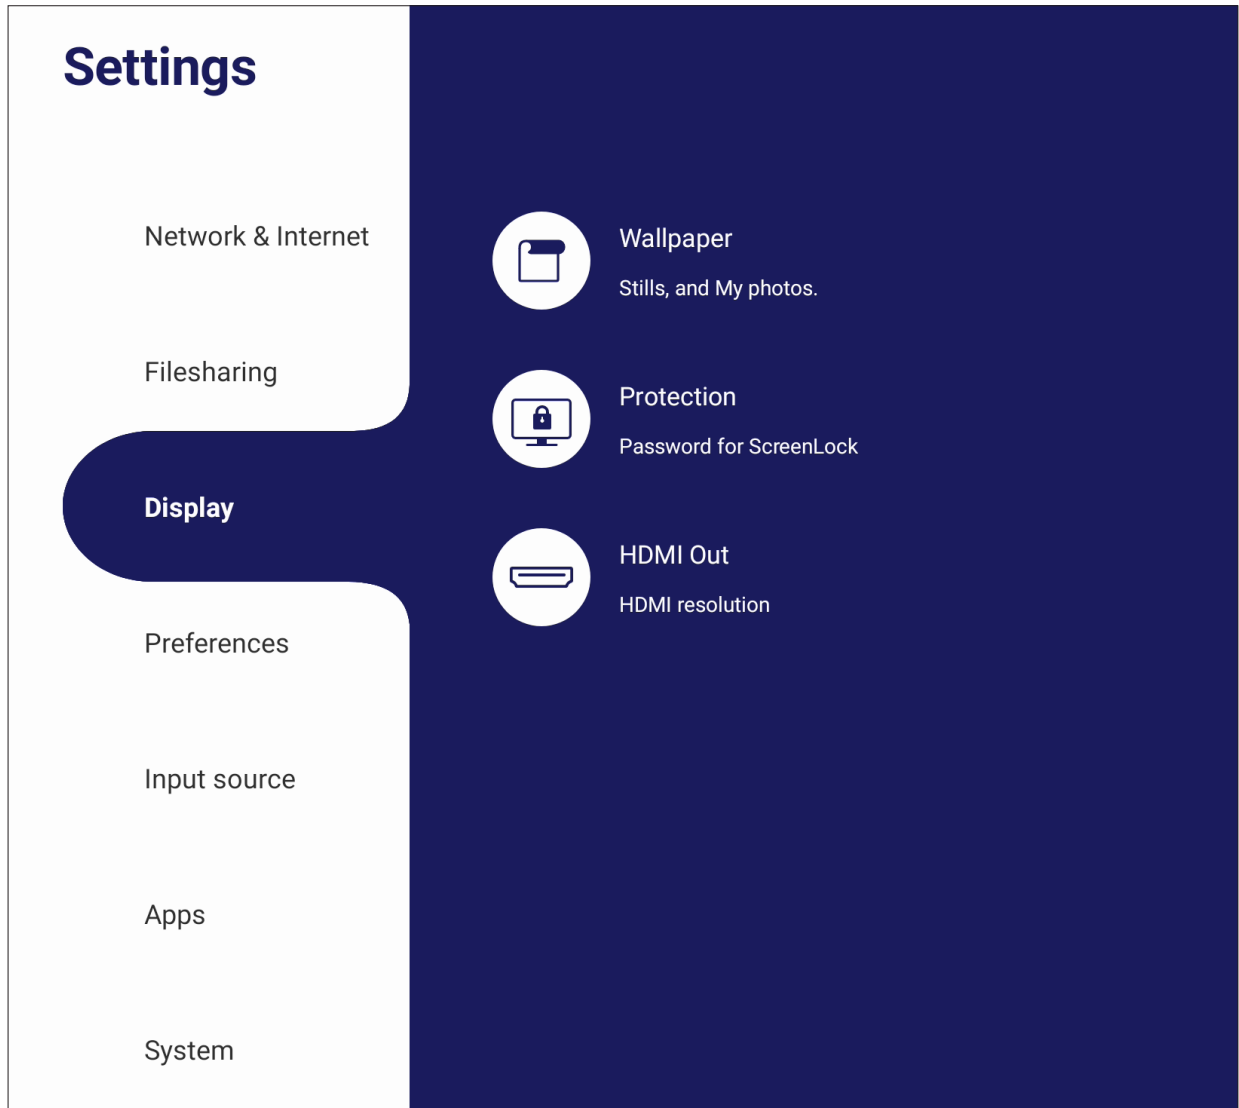 Settings
Network & Internet
Filesharing
Display
Preferences
Input source
Apps
System
Wallpaper
Stills, and My photos.
Protection
Password for ScreenLock
HDMI Out
HDMI resolution